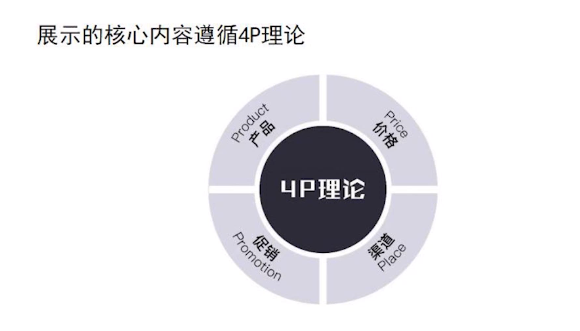 展示的核心内容遵循4P理论
Product
产品
Price
价格
4P理论
促销
Promotion
渠道
Place